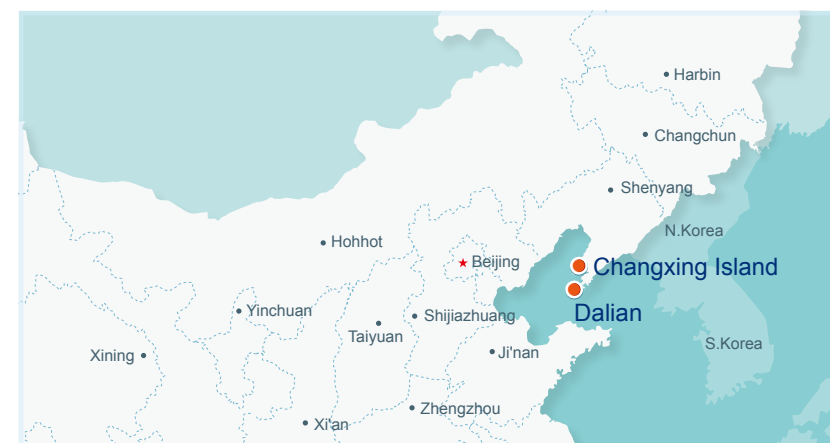 Harbin
Changchun
Shenyang
N.Korea
Hohhot
Beijing
Changxing Island
Yinchuan
Dalian
Shijiazhuang
Taiyuan
S.Korea
Xining
Ji'nan
Zhengzhou
Xi'an